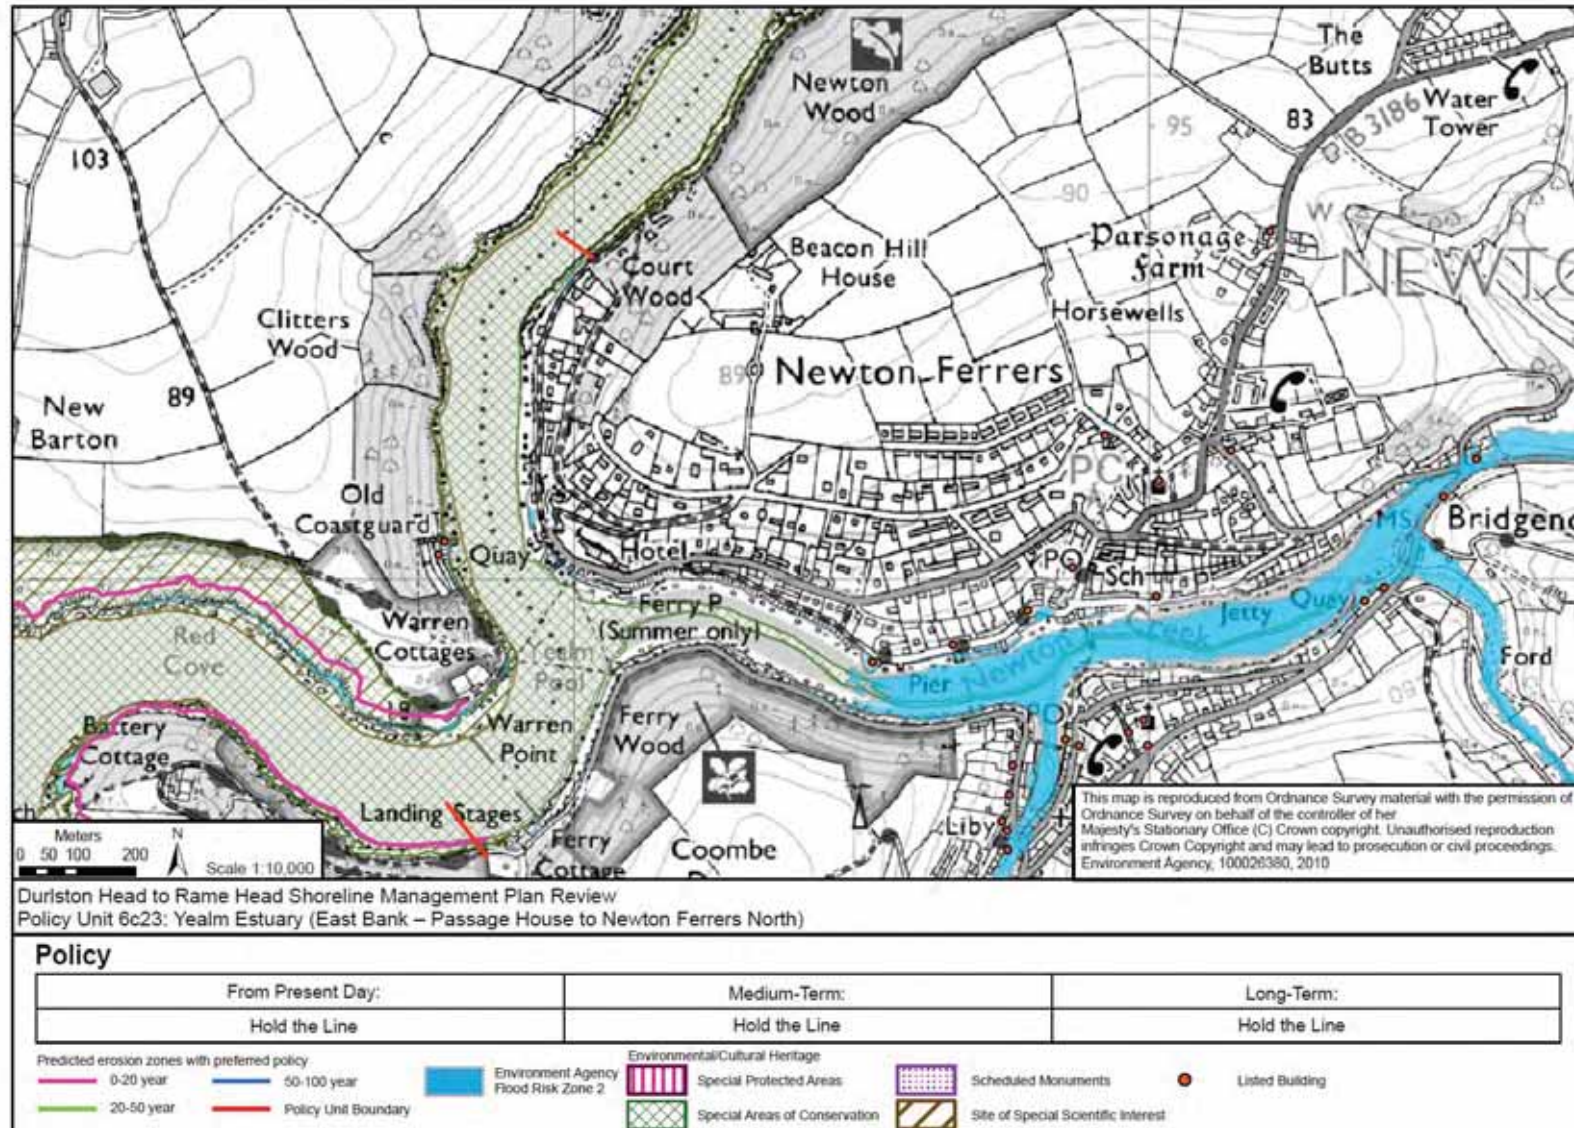 The
Butts
Newton
Wood
Water
Tower
83
B 3186
95
103
90
W
Parsonage
Farm
NEWTO
Beacon Hill
House
Court
Wood
Horsewells
Clitters
Wood
89
Newton Ferrers
89
New
Barton
PC
Old
Coastguard
MS
Bridgend
Quay
Hotel
PO
Sch
Ferry P
(Summer only)
Jetty
Quay
Newton
Creek
Warren
Cottages
Red
Cove
Yealm
Pool
Ford
Pier
60
18
Battery
Cottage
Warren
Point
Ferry
Wood
PO
Landing Stages
Liby
Ferry
Cottage
Coombe
Meters
0 50 100 200
N
Scale 1:10,000
This map is reproduced from Ordnance Survey material with the permission of
Ordnance Survey on behalf of the controller of her
Majesty's Stationary Office (C) Crown copyright. Unauthorised reproduction
infringes Crown Copyright and may lead to prosecution or civil proceedings.
Environment Agency, 100026380, 2010
Durlston Head to Rame Head Shoreline Management Plan Review
Policy Unit 6c23: Yealm Estuary (East Bank – Passage House to Newton Ferrers North)
Policy
From Present Day: Medium-Term: Long-Term:
Hold the Line Hold the Line Hold the Line
Predicted erosion zones with preferred policy
0-20 year
50-100 year
20-50 year
Policy Unit Boundary
Environment Agency
Flood Risk Zone 2
Environmental/Cultural Heritage
Special Protected Areas
Scheduled Monuments
Listed Building
Special Areas of Conservation
Site of Special Scientific Interest